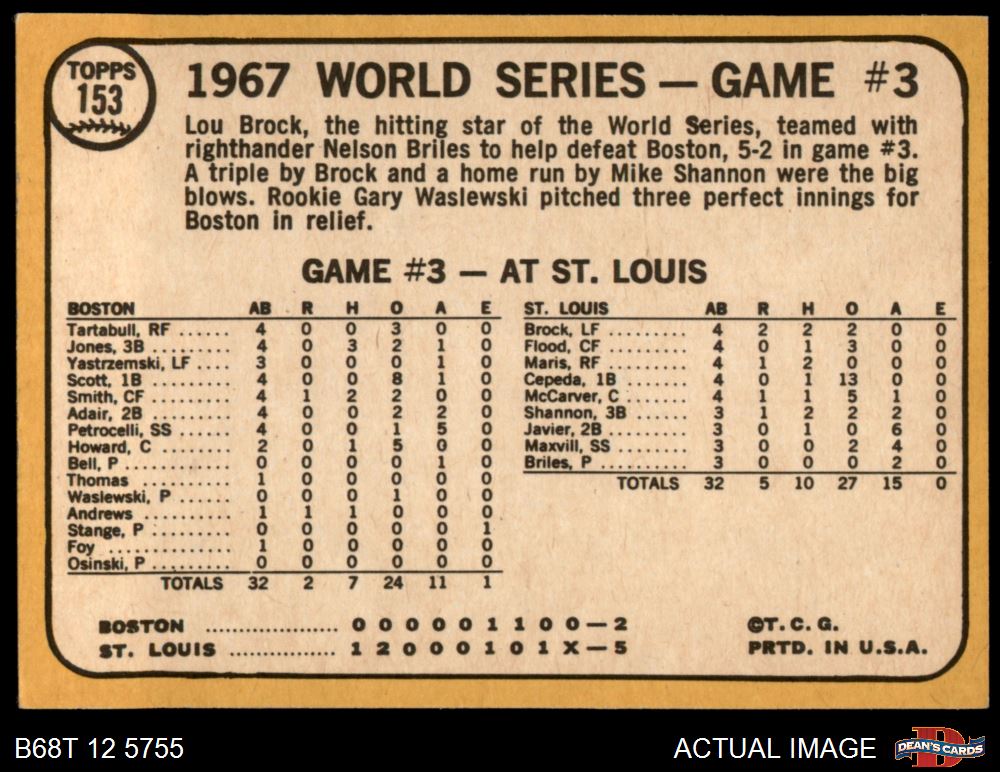 TOPPS
153
1967 WORLD SERIES — GAME #3
Lou Brock, the hitting star of the World Series, teamed with
righthander Nelson Briles to help defeat Boston, 5-2 in game #3.
A triple by Brock and a home run by Mike Shannon were the big
blows. Rookie Gary Waslewski pitched three perfect innings for
Boston in relief.
GAME #3 — AT ST. LOUIS
BOSTON AB R H O A E
Tartabull, RF ...... 4 0 0 3 0 0
Jones, 3B .......... 4 0 3 2 1 0
Yastrzemski, LF .... 3 0 0 0 1 0
Scott, 1B .......... 4 0 0 8 1 0
Smith, CF .......... 4 1 2 2 0 0
Adair, 2B .......... 4 0 0 2 2 0
Petrocelli, SS ...... 4 0 0 1 5 0
Howard, C ......... 2 0 1 5 0 0
Bell, P ............. 0 0 0 0 1 0
Thomas ........... 1 0 0 0 0 0
Waslewski, P ...... 0 0 0 1 0 0
Andrews .......... 1 1 1 0 0 0
Stange, P ......... 0 0 0 0 0 1
Foy ............... 1 0 0 0 0 0
Osinski, P ......... 0 0 0 0 0 0
TOTALS 32 2 7 24 11 1
ST. LOUIS AB R H O A E
Brock, LF .......... 4 2 2 2 0 0
Flood, CF .......... 4 0 1 3 0 0
Maris, RF .......... 4 1 2 0 0 0
Cepeda, 1B ........ 4 0 1 13 0 0
McCarver, C ....... 4 1 1 5 1 0
Shannon, 3B ...... 3 1 2 2 2 0
Javier, 2B ......... 3 0 1 0 6 0
Maxvill, SS ........ 3 0 0 2 4 0
Briles, P ........... 3 0 0 0 2 0
TOTALS 32 5 10 27 15 0
BOSTON .................... 0 0 0 0 0 1 1 0 0 — 2
ST. LOUIS ................ 1 2 0 0 0 1 0 1 X — 5
©T. C. G.
PRTD. IN U.S.A.
B68T 12 5755
ACTUAL IMAGE
D
DEAN'S CARDS